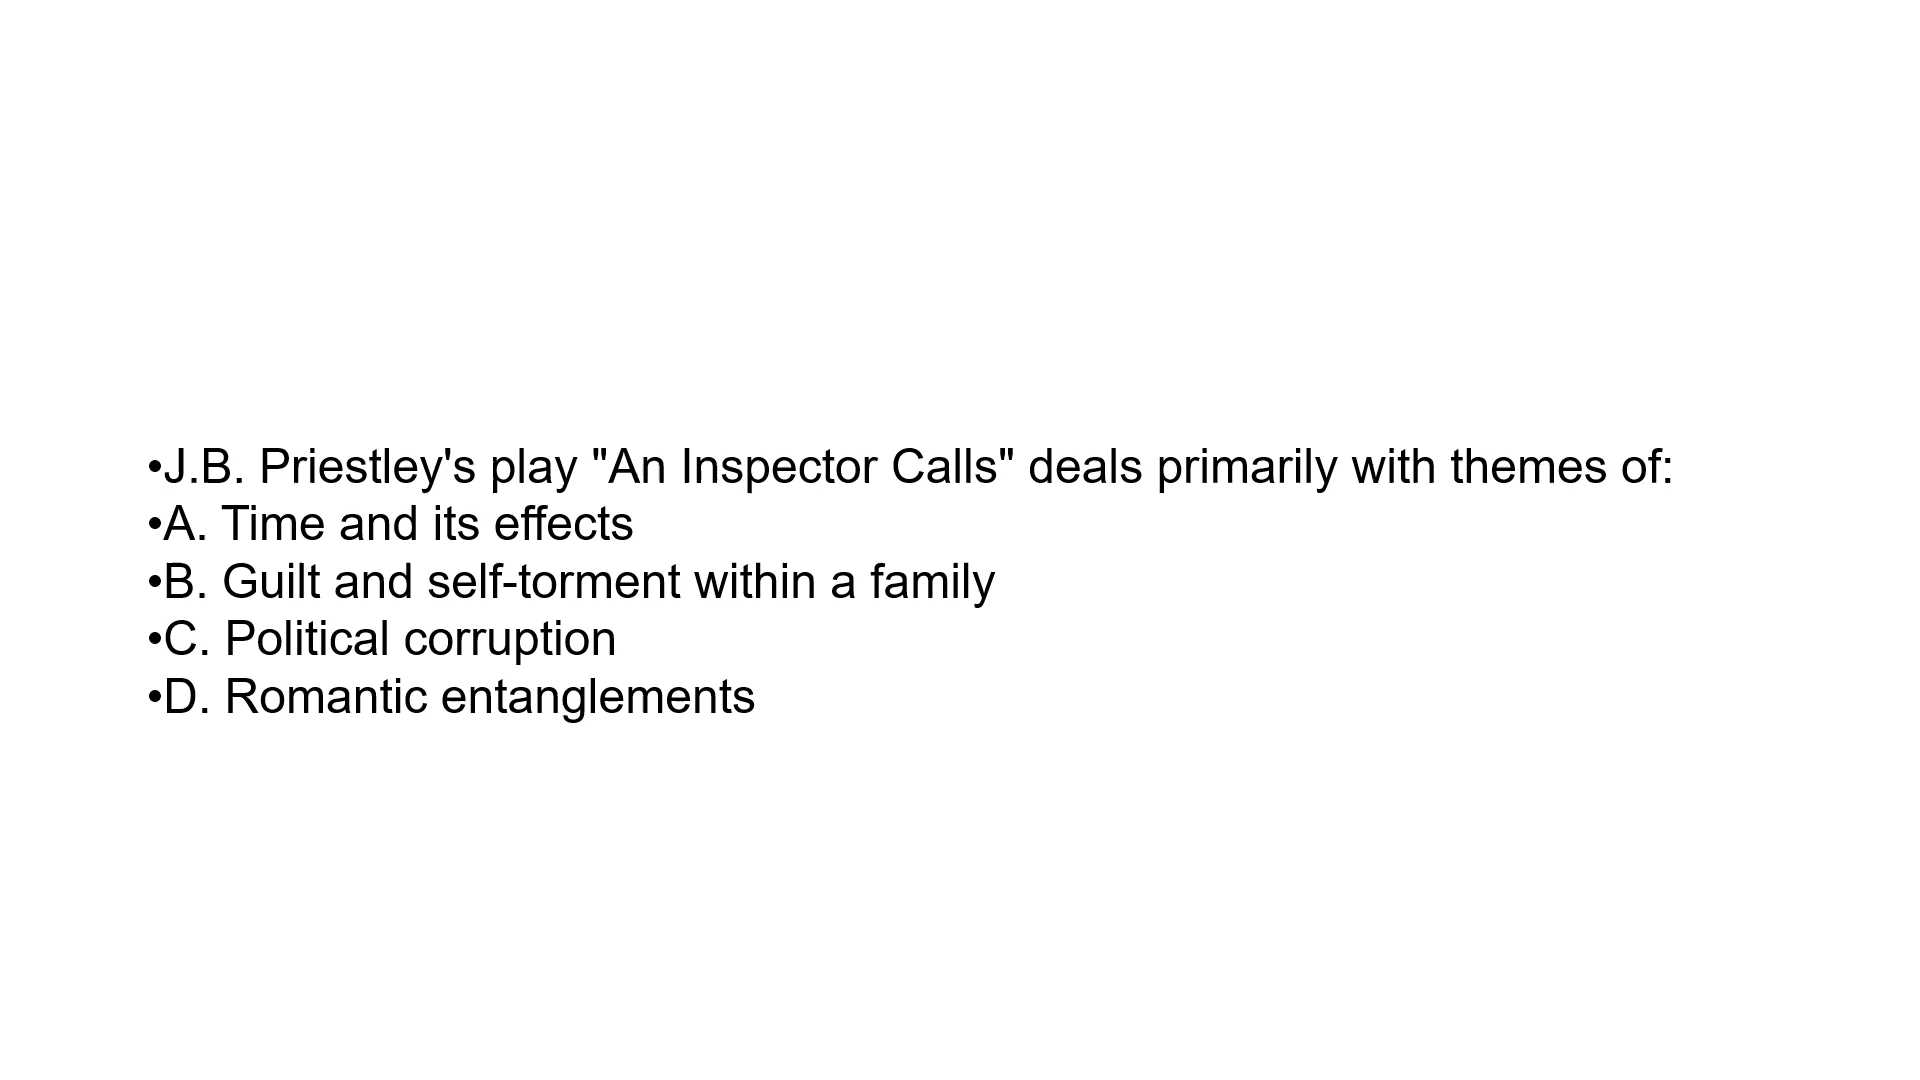 •J.B. Priestley's play "An Inspector Calls" deals primarily with themes of:
•A. Time and its effects
•B. Guilt and self-torment within a family
•C. Political corruption
•D. Romantic entanglements